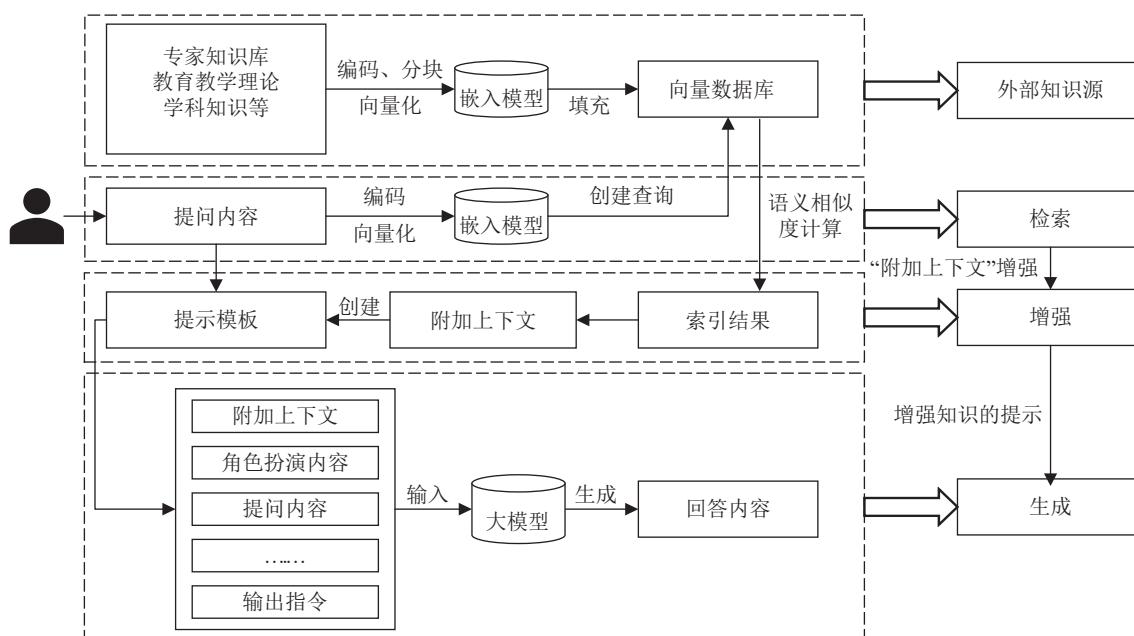 专家知识库
教育教学理论
学科知识等
编码、分块
向量化
嵌入模型
填充
向量数据库
外部知识源
提问内容
编码
向量化
嵌入模型
创建查询
语义相似
度计算
检索
“附加上下文”增强
提示模板
创建
附加上下文
索引结果
增强
附加上下文
角色扮演内容
提问内容
……
输出指令
输入
大模型
生成
回答内容
增强知识的提示
生成